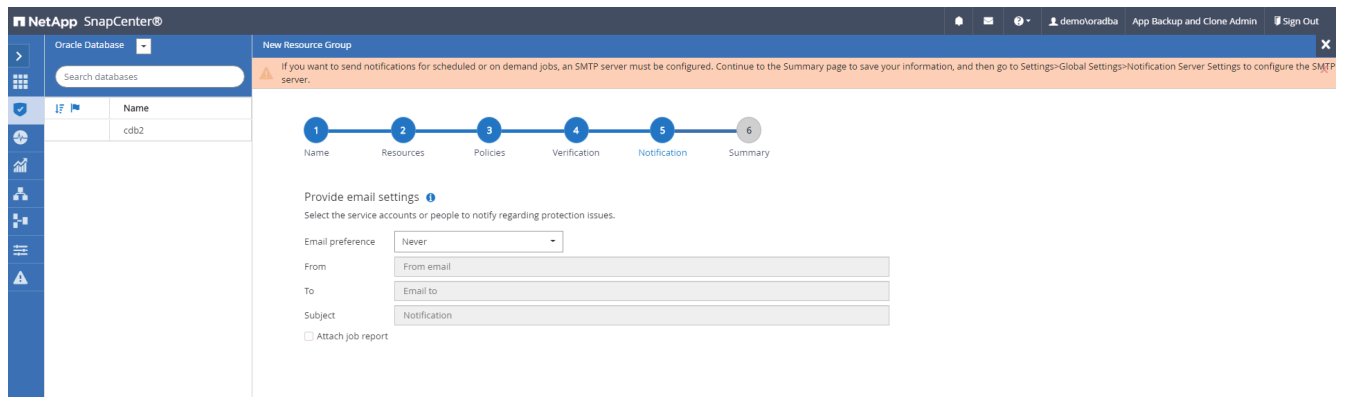 NetApp SnapCenter®
demo\oradba App Backup and Clone Admin Sign Out
Oracle Database
New Resource Group
If you want to send notifications for scheduled or on demand jobs, an SMTP server must be configured. Continue to the Summary page to save your information, and then go to Settings>Global Settings>Notification Server Settings to configure the SMTP
server.
Search databases
Name
cdb2
1 2 3 4 5 6
Name Resources Policies Verification Notification Summary
Provide email settings
Select the service accounts or people to notify regarding protection issues.
Email preference Never
From From email
To Email to
Subject Notification
Attach job report